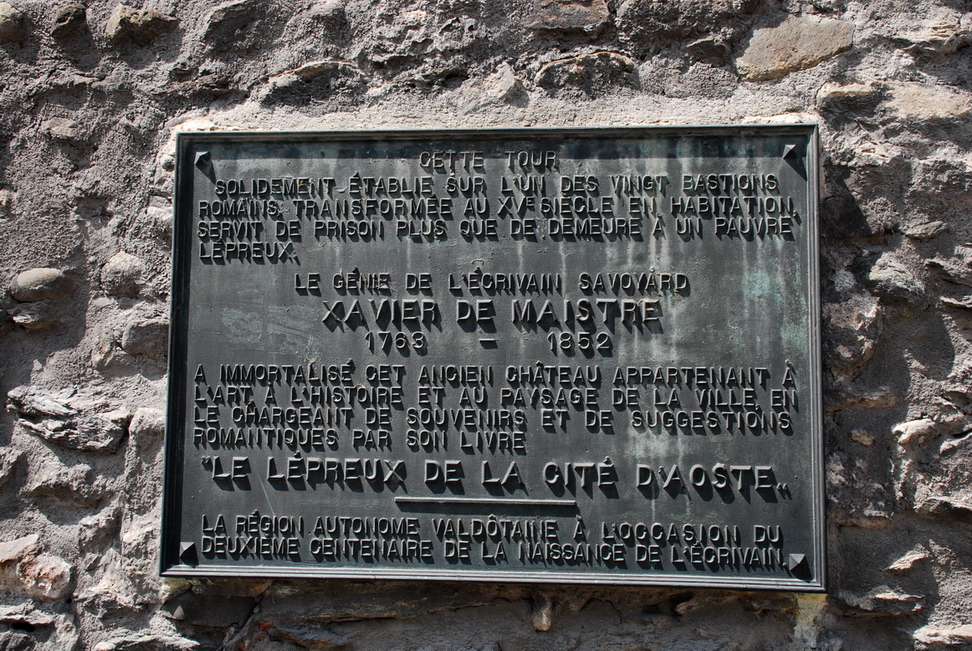 CETTE TOUR
SOLIDEMENT ÉTABLIE SUR L'UN DES VINGT BASTIONS
ROMAINS, TRANSFORMÉE AU XVE SIÈCLE EN HABITATION,
SERVIT DE PRISON PLUS QUE DE DEMEURE À UN PAUVRE
LÉPREUX.
LE GÉNIE DE L'ÉCRIVAIN SAVOYARD
XAVIER DE MAISTRE
1763 – 1852
A IMMORTALISÉ CET ANCIEN CHÂTEAU APPARTENANT À
L'ART, À L'HISTOIRE ET AU PAYSAGE DE LA VILLE, EN
LE CHARGEANT DE SOUVENIRS ET DE SUGGESTIONS
ROMANTIQUES PAR SON LIVRE
"LE LÉPREUX DE LA CITÉ D'AOSTE„
LA RÉGION AUTONOME VALDÔTAINE À L'OCCASION DU
DEUXIÈME CENTENAIRE DE LA NAISSANCE DE L'ÉCRIVAIN.